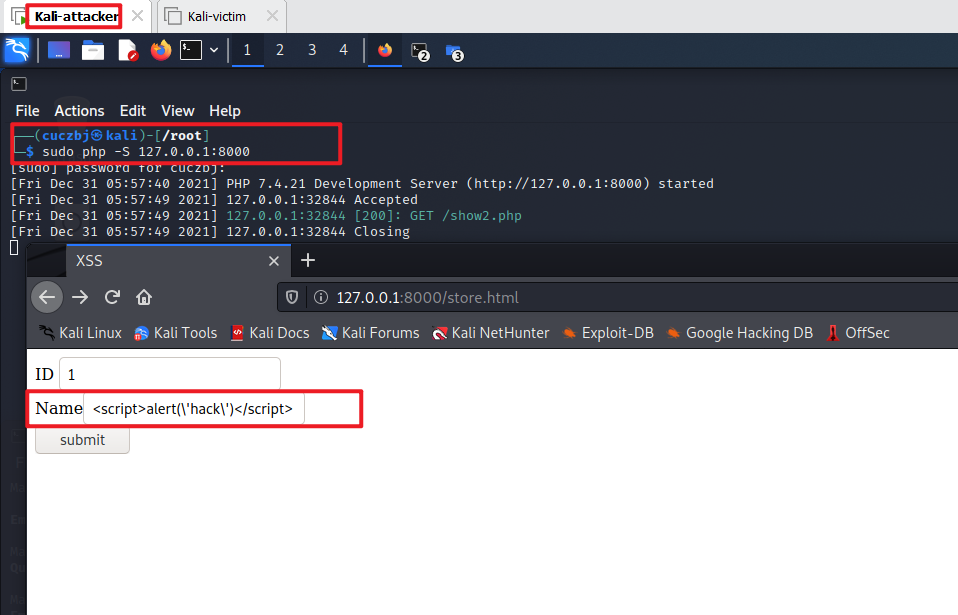 Kali-attacker
Kali-victim
1 2 3 4 2 3
File Actions Edit View Help
(cuczbj㉿kali)-[/root]
$ sudo php -S 127.0.0.1:8000
[sudo] password for cuczbj:
[Fri Dec 31 05:57:40 2021] PHP 7.4.21 Development Server (http://127.0.0.1:8000) started
[Fri Dec 31 05:57:49 2021] 127.0.0.1:32844 Accepted
[Fri Dec 31 05:57:49 2021] 127.0.0.1:32844 [200]: GET /show2.php
[Fri Dec 31 05:57:49 2021] 127.0.0.1:32844 Closing
XSS
127.0.0.1:8000/store.html
Kali Linux Kali Tools Kali Docs Kali Forums Kali NetHunter Exploit-DB Google Hacking DB OffSec
ID 1
Name <script>alert(\'hack\')</script>
submit